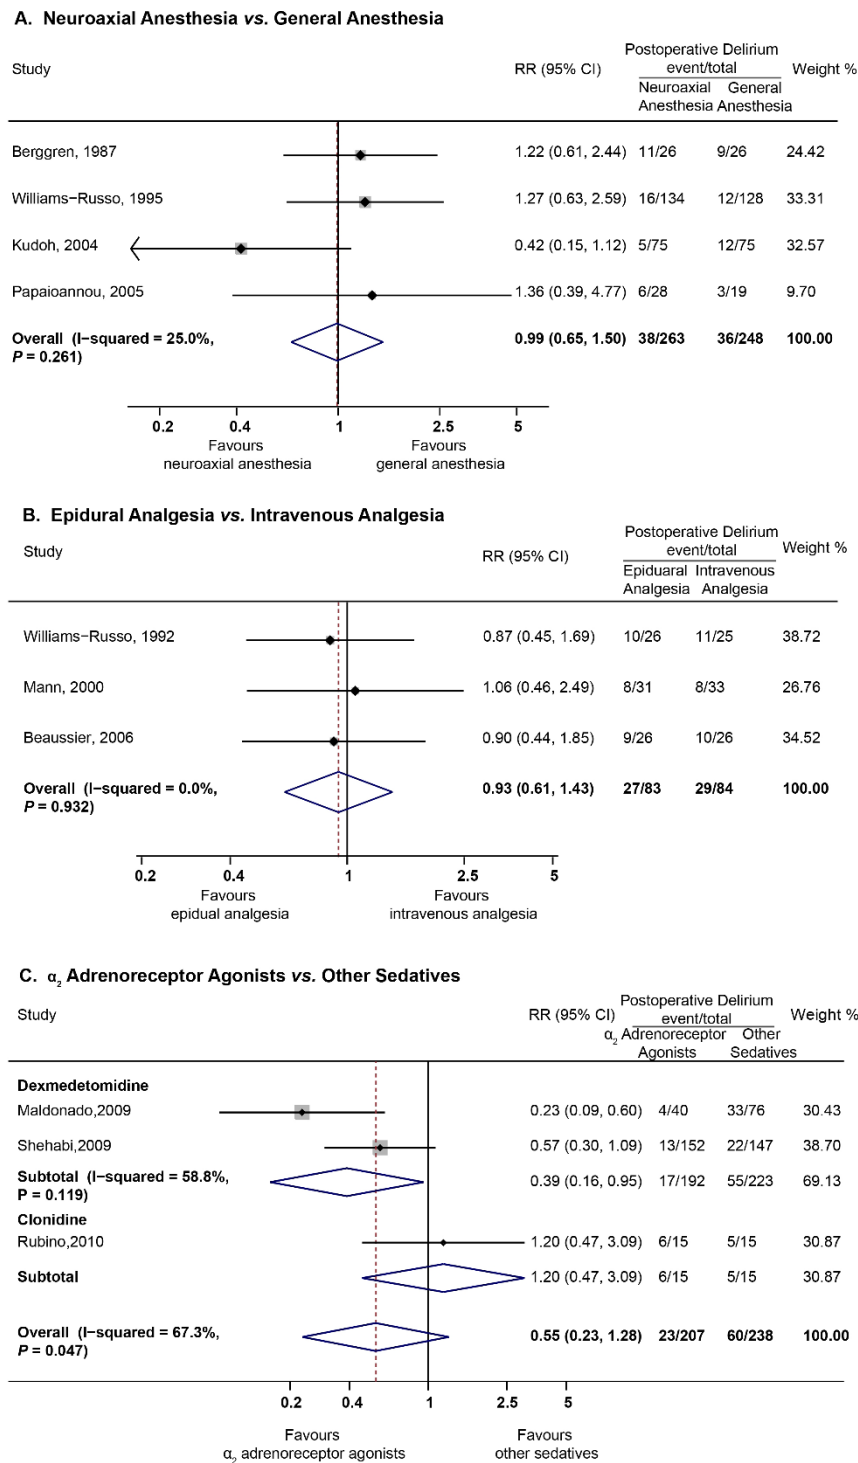 A. Neuroaxial Anesthesia vs. General Anesthesia
Study
RR (95% CI)
Postoperative Delirium
event/total
Weight %
Neuroaxial
Anesthesia
General
Anesthesia
Berggren, 1987 1.22 (0.61, 2.44) 11/26 9/26 24.42
Williams−Russo, 1995 1.27 (0.63, 2.59) 16/134 12/128 33.31
Kudoh, 2004 0.42 (0.15, 1.12) 5/75 12/75 32.57
Papaioannou, 2005 1.36 (0.39, 4.77) 6/28 3/19 9.70
Overall (I−squared = 25.0%, 0.99 (0.65, 1.50) 38/263 36/248 100.00
P = 0.261)
0.2 0.4 1 2.5 5
Favours
neuroaxial anesthesia
Favours
general anesthesia
B. Epidural Analgesia vs. Intravenous Analgesia
Study
RR (95% CI)
Postoperative Delirium
event/total
Weight %
Epiduaral
Analgesia
Intravenous
Analgesia
Williams−Russo, 1992 0.87 (0.45, 1.69) 10/26 11/25 38.72
Mann, 2000 1.06 (0.46, 2.49) 8/31 8/33 26.76
Beaussier, 2006 0.90 (0.44, 1.85) 9/26 10/26 34.52
Overall (I−squared = 0.0%, 0.93 (0.61, 1.43) 27/83 29/84 100.00
P = 0.932)
0.2 0.4 1 2.5 5
Favours
epidual analgesia
Favours
intravenous analgesia
C. α₂ Adrenoreceptor Agonists vs. Other Sedatives
Study
RR (95% CI)
Postoperative Delirium
event/total
Weight %
α₂ Adrenoreceptor
Agonists
Other
Sedatives
Dexmedetomidine
Maldonado,2009 0.23 (0.09, 0.60) 4/40 33/76 30.43
Shehabi,2009 0.57 (0.30, 1.09) 13/152 22/147 38.70
Subtotal (I−squared = 58.8%, 0.39 (0.16, 0.95) 17/192 55/223 69.13
P = 0.119)
Clonidine
Rubino,2010 1.20 (0.47, 3.09) 6/15 5/15 30.87
Subtotal 1.20 (0.47, 3.09) 6/15 5/15 30.87
Overall (I−squared = 67.3%, 0.55 (0.23, 1.28) 23/207 60/238 100.00
P = 0.047)
0.2 0.4 1 2.5 5
Favours
α₂ adrenoreceptor agonists
Favours
other sedatives